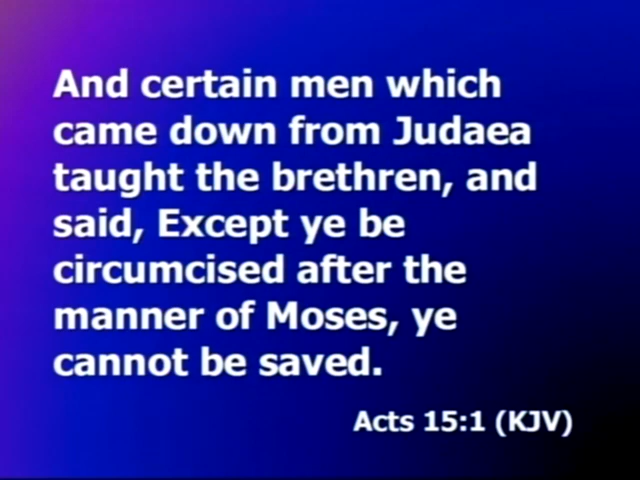 And certain men which
came down from Judaea
taught the brethren, and
said, Except ye be
circumcised after the
manner of Moses, ye
cannot be saved.
Acts 15:1 (KJV)